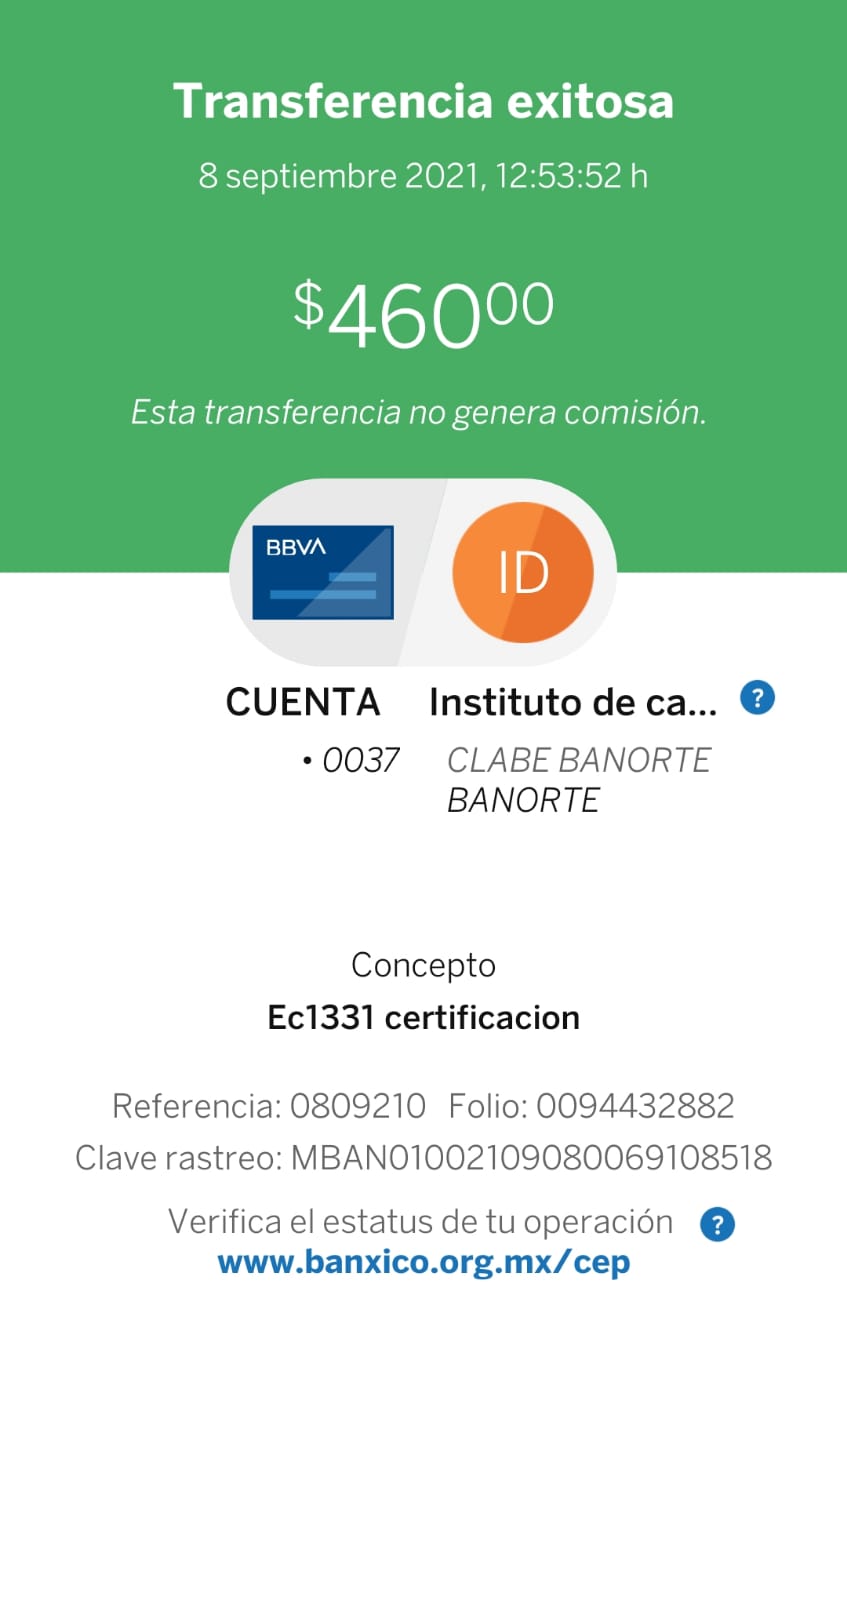 Transferencia exitosa
8 septiembre 2021, 12:53:52 h
$46000
Esta transferencia no genera comisión.
BBVA
ID
CUENTA Instituto de ca... ?
• 0037 CLABE BANORTE
BANORTE
Concepto
Ec1331 certificacion
Referencia: 0809210 Folio: 0094432882
Clave rastreo: MBAN01002109080069108518
Verifica el estatus de tu operación ?
www.banxico.org.mx/cep